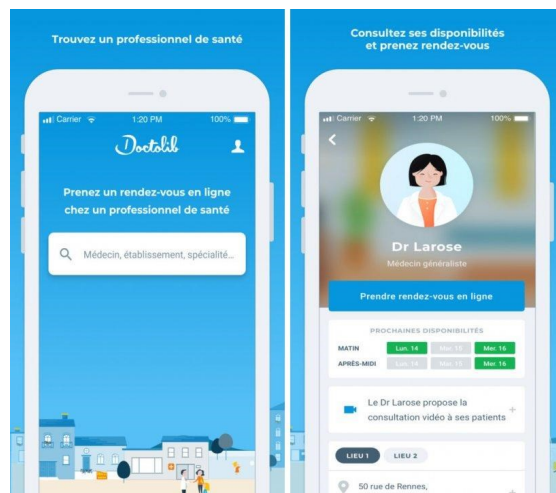 Trouvez un professionnel de santé
Carrier 1:20 PM 100%
Doctolib
Prenez un rendez-vous en ligne
chez un professionnel de santé
Médecin, établissement, spécialité...
Consultez ses disponibilités
et prenez rendez-vous
Carrier 1:20 PM 100%
Dr Larose
Médecin généraliste
Prendre rendez-vous en ligne
PROCHAINES DISPONIBILITÉS
MATIN Lun. 14 Mar. 15 Mer. 16
APRÈS-MIDI Lun. 14 Mar. 15 Mer. 16
Le Dr Larose propose la
consultation vidéo à ses patients
LIEU 1 LIEU 2
50 rue de Rennes,